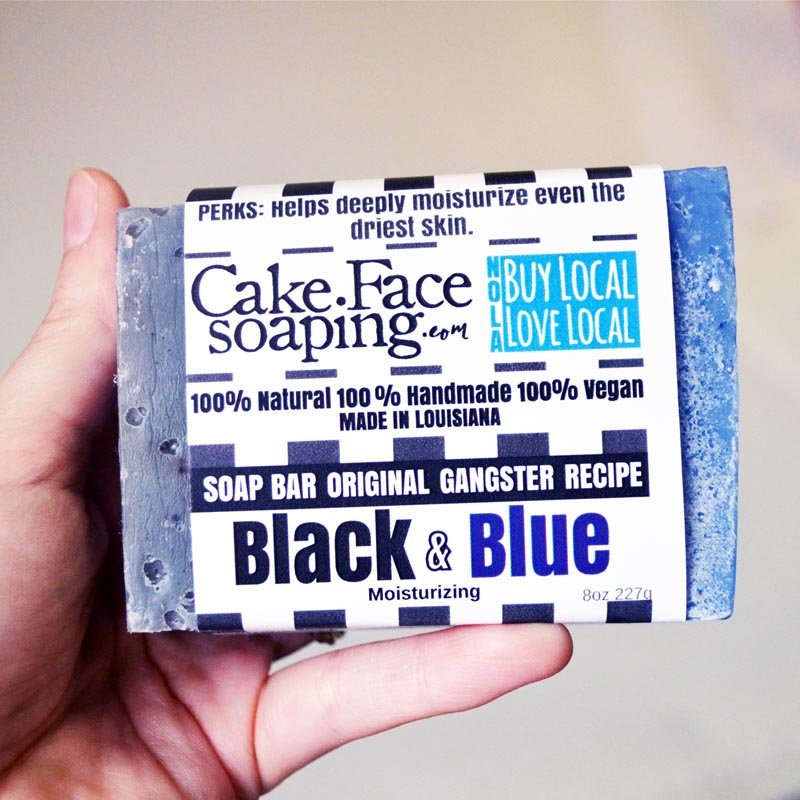 PERKS: Helps deeply moisturize even the
driest skin.
Cake.Face
soaping.com
NOLA
BUY LOCAL
LOVE LOCAL
100% Natural 100 % Handmade 100% Vegan
MADE IN LOUISIANA
SOAP BAR ORIGINAL GANGSTER RECIPE
Black & Blue
Moisturizing
8oz 227g